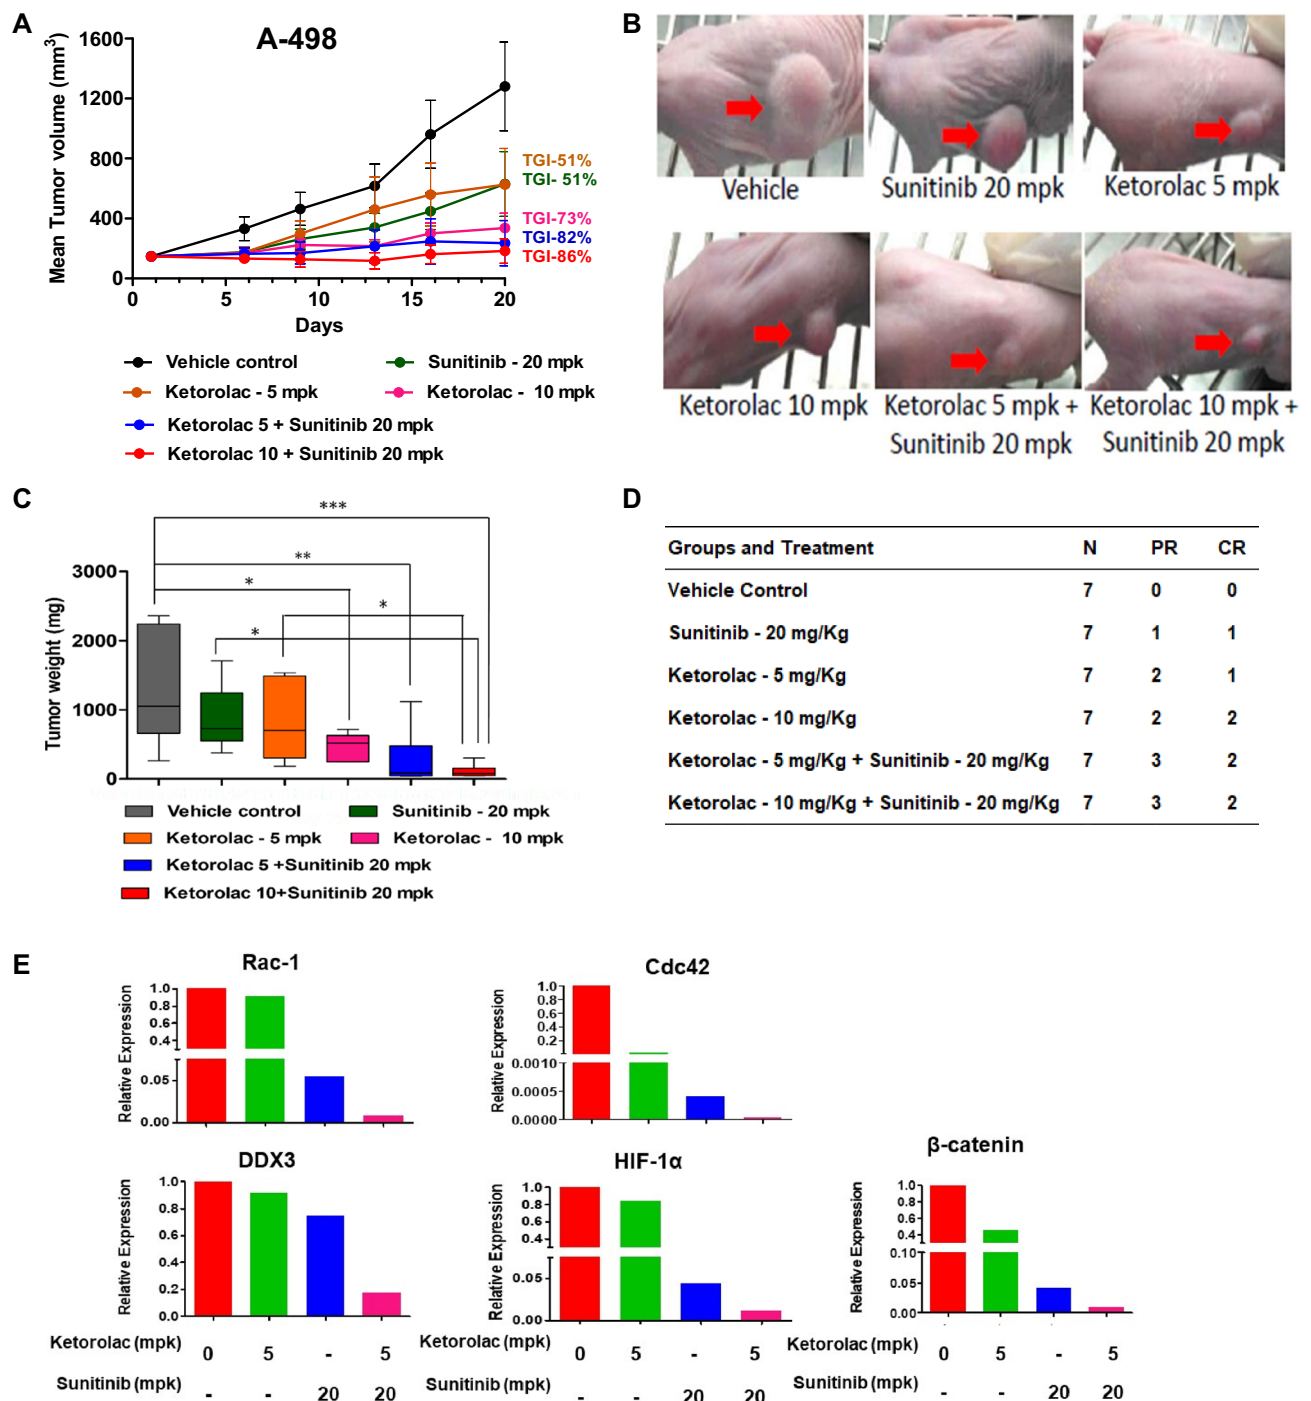 A
A-498
Mean Tumor volume (mm3)
1600
1200
800
400
0
0 5 10 15 20
Days
TGI-51%
TGI- 51%
TGI-73%
TGI-82%
TGI-86%
Vehicle control
Sunitinib - 20 mpk
Ketorolac - 5 mpk
Ketorolac - 10 mpk
Ketorolac 5 + Sunitinib 20 mpk
Ketorolac 10 + Sunitinib 20 mpk
B
Vehicle
Sunitinib 20 mpk
Ketorolac 5 mpk
Ketorolac 10 mpk
Ketorolac 5 mpk +
Sunitinib 20 mpk
Ketorolac 10 mpk +
Sunitinib 20 mpk
C
***
**
*
*
*
Tumor weight (mg)
3000
2000
1000
0
Vehicle control
Sunitinib - 20 mpk
Ketorolac - 5 mpk
Ketorolac - 10 mpk
Ketorolac 5 +Sunitinib 20 mpk
Ketorolac 10+Sunitinib 20 mpk
D
Groups and Treatment N PR CR
Vehicle Control 7 0 0
Sunitinib - 20 mg/Kg 7 1 1
Ketorolac - 5 mg/Kg 7 2 1
Ketorolac - 10 mg/Kg 7 2 2
Ketorolac - 5 mg/Kg + Sunitinib - 20 mg/Kg 7 3 2
Ketorolac - 10 mg/Kg + Sunitinib - 20 mg/Kg 7 3 2
E
Rac-1
Relative Expression
1.0
0.8
0.6
0.4
0.05
0.00
Cdc42
Relative Expression
1.0
0.8
0.6
0.4
0.2
0.0010
0.0005
0.0000
DDX3
Relative Expression
1.0
0.8
0.6
0.4
0.2
0.0
HIF-1α
Relative Expression
1.0
0.8
0.6
0.4
0.05
0.00
β-catenin
Relative Expression
1.0
0.8
0.6
0.4
0.10
0.05
0.00
Ketorolac (mpk) 0 5 - 5
Sunitinib (mpk) - - 20 20
Ketorolac (mpk) 0 5 - 5
Sunitinib (mpk) - - 20 20
Ketorolac (mpk) 0 5 - 5
Sunitinib (mpk) - - 20 20